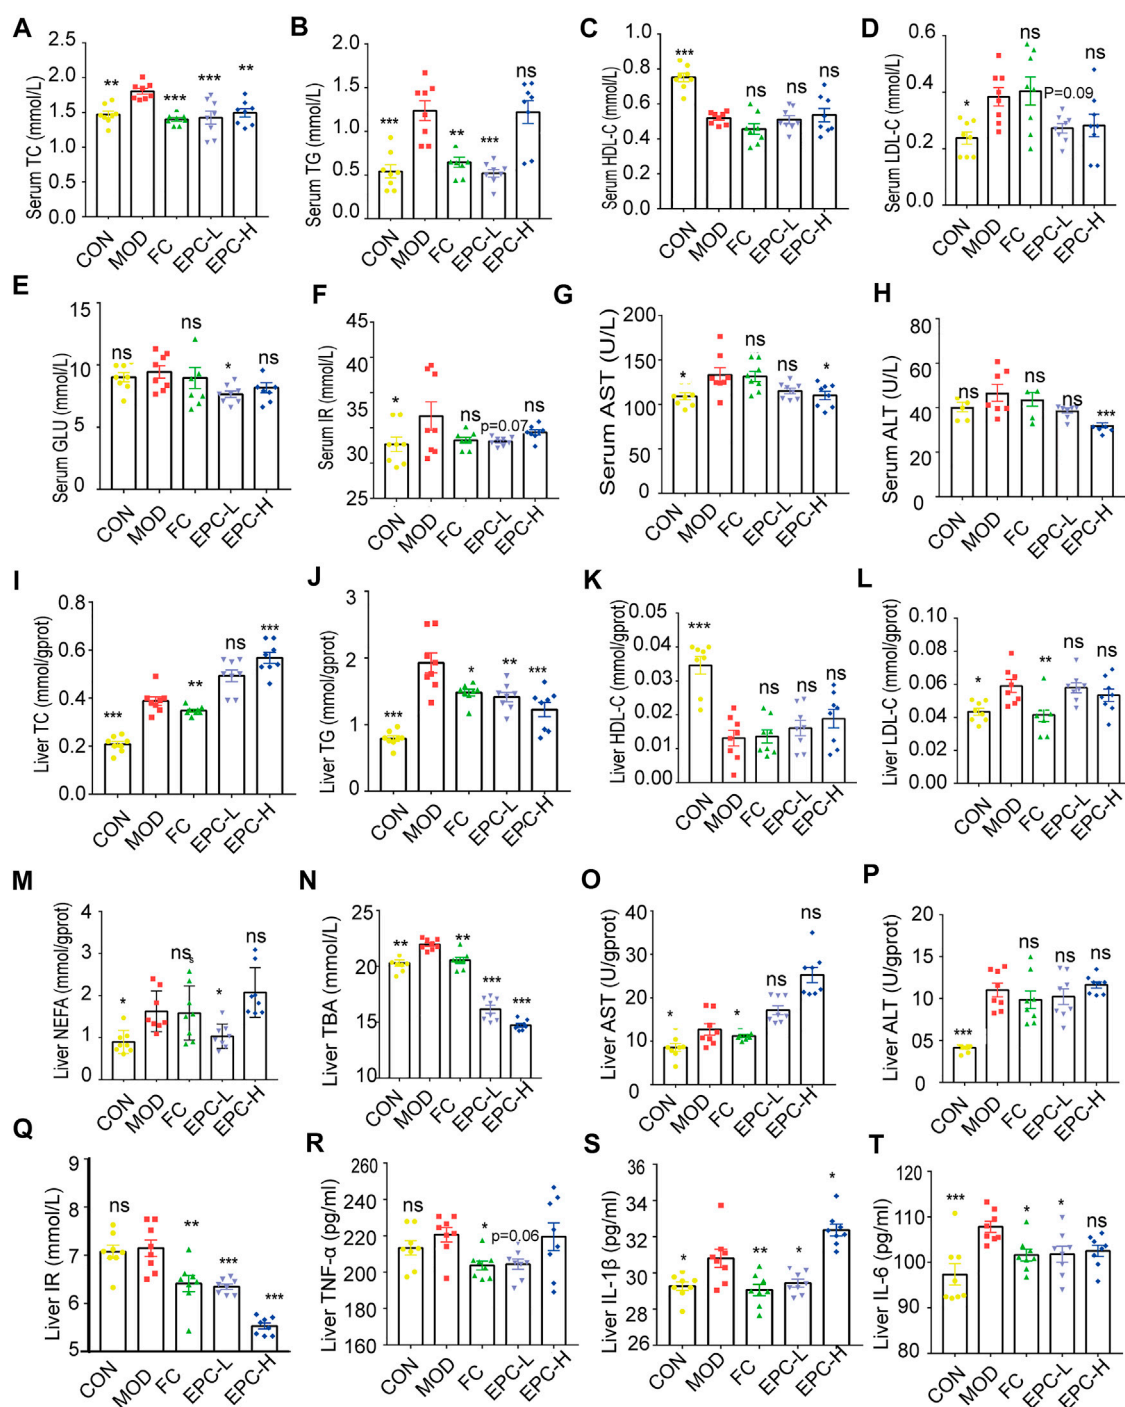 A
Serum TC (mmol/L)
2.5
2.0
1.5
1.0
0.5
0.0
**
***
***
**
CON
MOD
FC
EPC-L
EPC-H
B
Serum TG (mmol/L)
2.0
1.5
1.0
0.5
0.0
***
**
***
ns
CON
MOD
FC
EPC-L
EPC-H
C
Serum HDL-C (mmol/L)
1.0
0.8
0.6
0.4
0.2
0.0
***
ns
ns
ns
CON
MOD
FC
EPC-L
EPC-H
D
Serum LDL-C (mmol/L)
0.6
0.4
0.2
0.0
*
ns
P=0.09
ns
CON
MOD
FC
EPC-L
EPC-H
E
Serum GLU (mmol/L)
15
10
5
0
ns
ns
*
ns
CON
MOD
FC
EPC-L
EPC-H
F
Serum IR (mmol/L)
45
40
35
30
25
*
ns
p=0.07
ns
CON
MOD
FC
EPC-L
EPC-H
G
Serum AST (U/L)
200
150
100
50
0
*
ns
ns
*
CON
MOD
FC
EPC-L
EPC-H
H
Serum ALT (U/L)
80
60
40
20
0
ns
ns
ns
***
CON
MOD
FC
EPC-L
EPC-H
I
Liver TC (mmol/gprot)
0.8
0.6
0.4
0.2
0.0
***
**
ns
***
CON
MOD
FC
EPC-L
EPC-H
J
Liver TG (mmol/gprot)
3
2
1
0
***
*
**
***
CON
MOD
FC
EPC-L
EPC-H
K
Liver HDL-C (mmol/gprot)
0.05
0.04
0.03
0.02
0.01
0.00
***
ns
ns
ns
CON
MOD
FC
EPC-L
EPC-H
L
Liver LDL-C (mmol/gprot)
0.10
0.08
0.06
0.04
0.02
0.00
*
**
ns
ns
CON
MOD
FC
EPC-L
EPC-H
M
Liver NEFA (mmol/gprot)
4
3
2
1
0
*
ns
*
ns
CON
MOD
FC
EPC-L
EPC-H
N
Liver TBA (mmol/L)
25
20
15
10
**
**
***
***
CON
MOD
FC
EPC-L
EPC-H
O
Liver AST (U/gprot)
40
30
20
10
0
*
*
ns
ns
CON
MOD
FC
EPC-L
EPC-H
P
Liver ALT (U/gprot)
20
15
10
05
0
***
ns
ns
ns
CON
MOD
FC
EPC-L
EPC-H
Q
Liver IR (mmol/L)
9
8
7
6
5
ns
**
***
***
CON
MOD
FC
EPC-L
EPC-H
R
Liver TNF-α (pg/ml)
260
240
220
200
180
160
ns
*
p=0.06
ns
CON
MOD
FC
EPC-L
EPC-H
S
Liver IL-1β (pg/ml)
36
34
32
30
28
26
*
**
*
*
CON
MOD
FC
EPC-L
EPC-H
T
Liver IL-6 (pg/ml)
120
110
100
90
80
***
*
*
ns
CON
MOD
FC
EPC-L
EPC-H